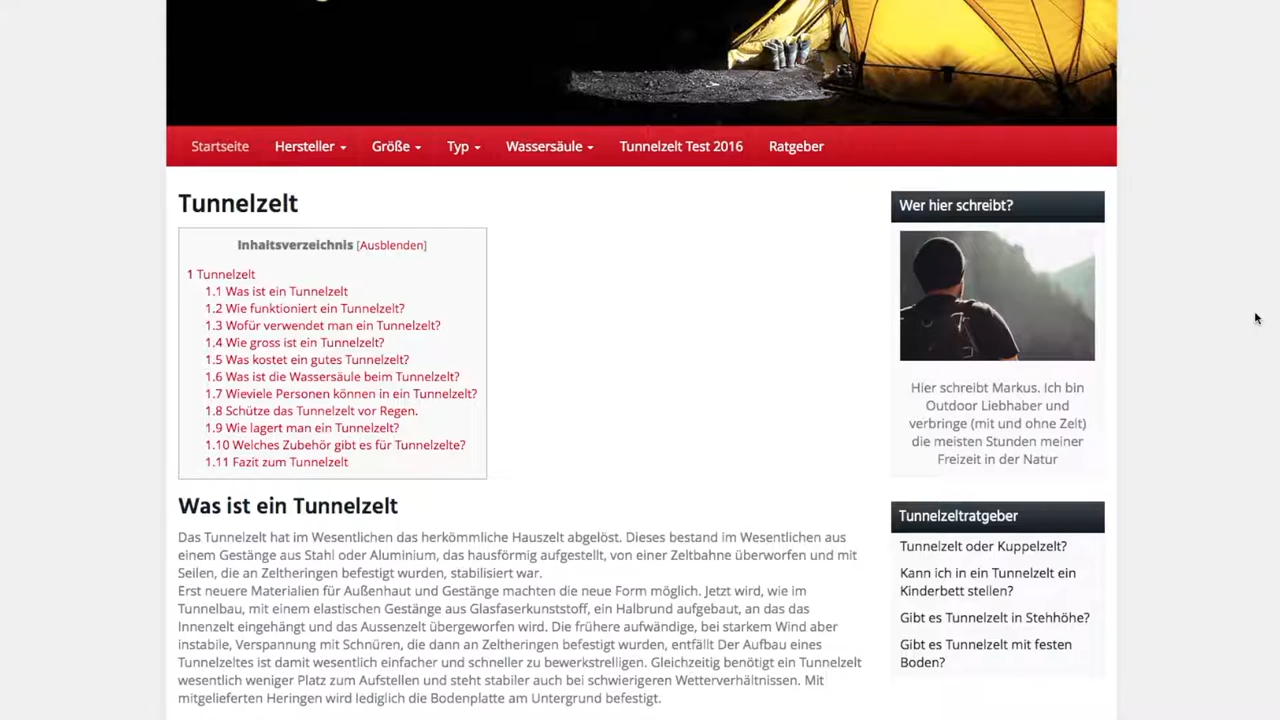 Startseite Hersteller Größe Typ Wassersäule Tunnelzelt Test 2016 Ratgeber
Tunnelzelt
Inhaltsverzeichnis [Ausblenden]
1 Tunnelzelt
1.1 Was ist ein Tunnelzelt
1.2 Wie funktioniert ein Tunnelzelt?
1.3 Wofür verwendet man ein Tunnelzelt?
1.4 Wie gross ist ein Tunnelzelt?
1.5 Was kostet ein gutes Tunnelzelt?
1.6 Was ist die Wassersäule beim Tunnelzelt?
1.7 Wieviele Personen können in ein Tunnelzelt?
1.8 Schütze das Tunnelzelt vor Regen.
1.9 Wie lagert man ein Tunnelzelt?
1.10 Welches Zubehör gibt es für Tunnelzelte?
1.11 Fazit zum Tunnelzelt
Was ist ein Tunnelzelt
Das Tunnelzelt hat im Wesentlichen das herkömmliche Hauszelt abgelöst. Dieses bestand im Wesentlichen aus
einem Gestänge aus Stahl oder Aluminium, das hausförmig aufgestellt, von einer Zeltbahne überworfen und mit
Seilen, die an Zeltheringen befestigt wurden, stabilisiert war.
Erst neuere Materialien für Außenhaut und Gestänge machten die neue Form möglich. Jetzt wird, wie im
Tunnelbau, mit einem elastischen Gestänge aus Glasfaserkunststoff, ein Halbrund aufgebaut, an das das
Innenzelt eingehängt und das Aussenzelt übergeworfen wird. Die frühere aufwändige, bei starkem Wind aber
instabile, Verspannung mit Schnüren, die dann an Zeltheringen befestigt wurden, entfällt Der Aufbau eines
Tunnelzeltes ist damit wesentlich einfacher und schneller zu bewerkstrelligen. Gleichzeitig benötigt ein Tunnelzelt
wesentlich weniger Platz zum Aufstellen und steht stabiler auch bei schwierigeren Wetterverhältnissen. Mit
mitgelieferten Heringen wird lediglich die Bodenplatte am Untergrund befestigt.
Wer hier schreibt?
Hier schreibt Markus. Ich bin
Outdoor Liebhaber und
verbringe (mit und ohne Zelt)
die meisten Stunden meiner
Freizeit in der Natur
Tunnelzeltratgeber
Tunnelzelt oder Kuppelzelt?
Kann ich in ein Tunnelzelt ein
Kinderbett stellen?
Gibt es Tunnelzelt in Stehhöhe?
Gibt es Tunnelzelt mit festen
Boden?